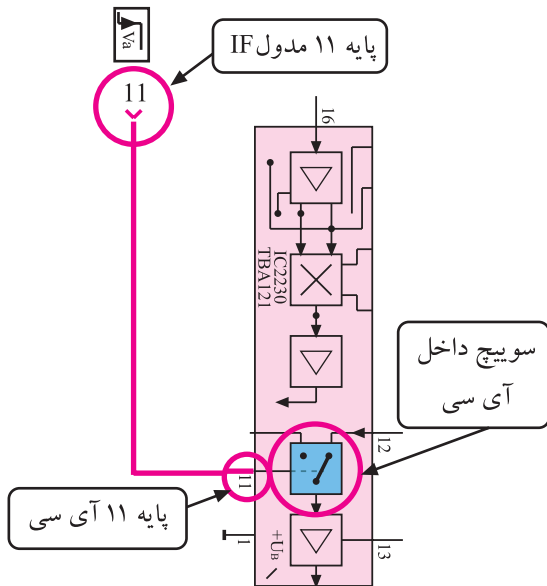 Va
پایه ۱۱ مدول IF
11
16
IC2230
TBA121
سوییچ داخل
آی سی
12
11
پایه ۱۱ آی سی
1
+UB
13